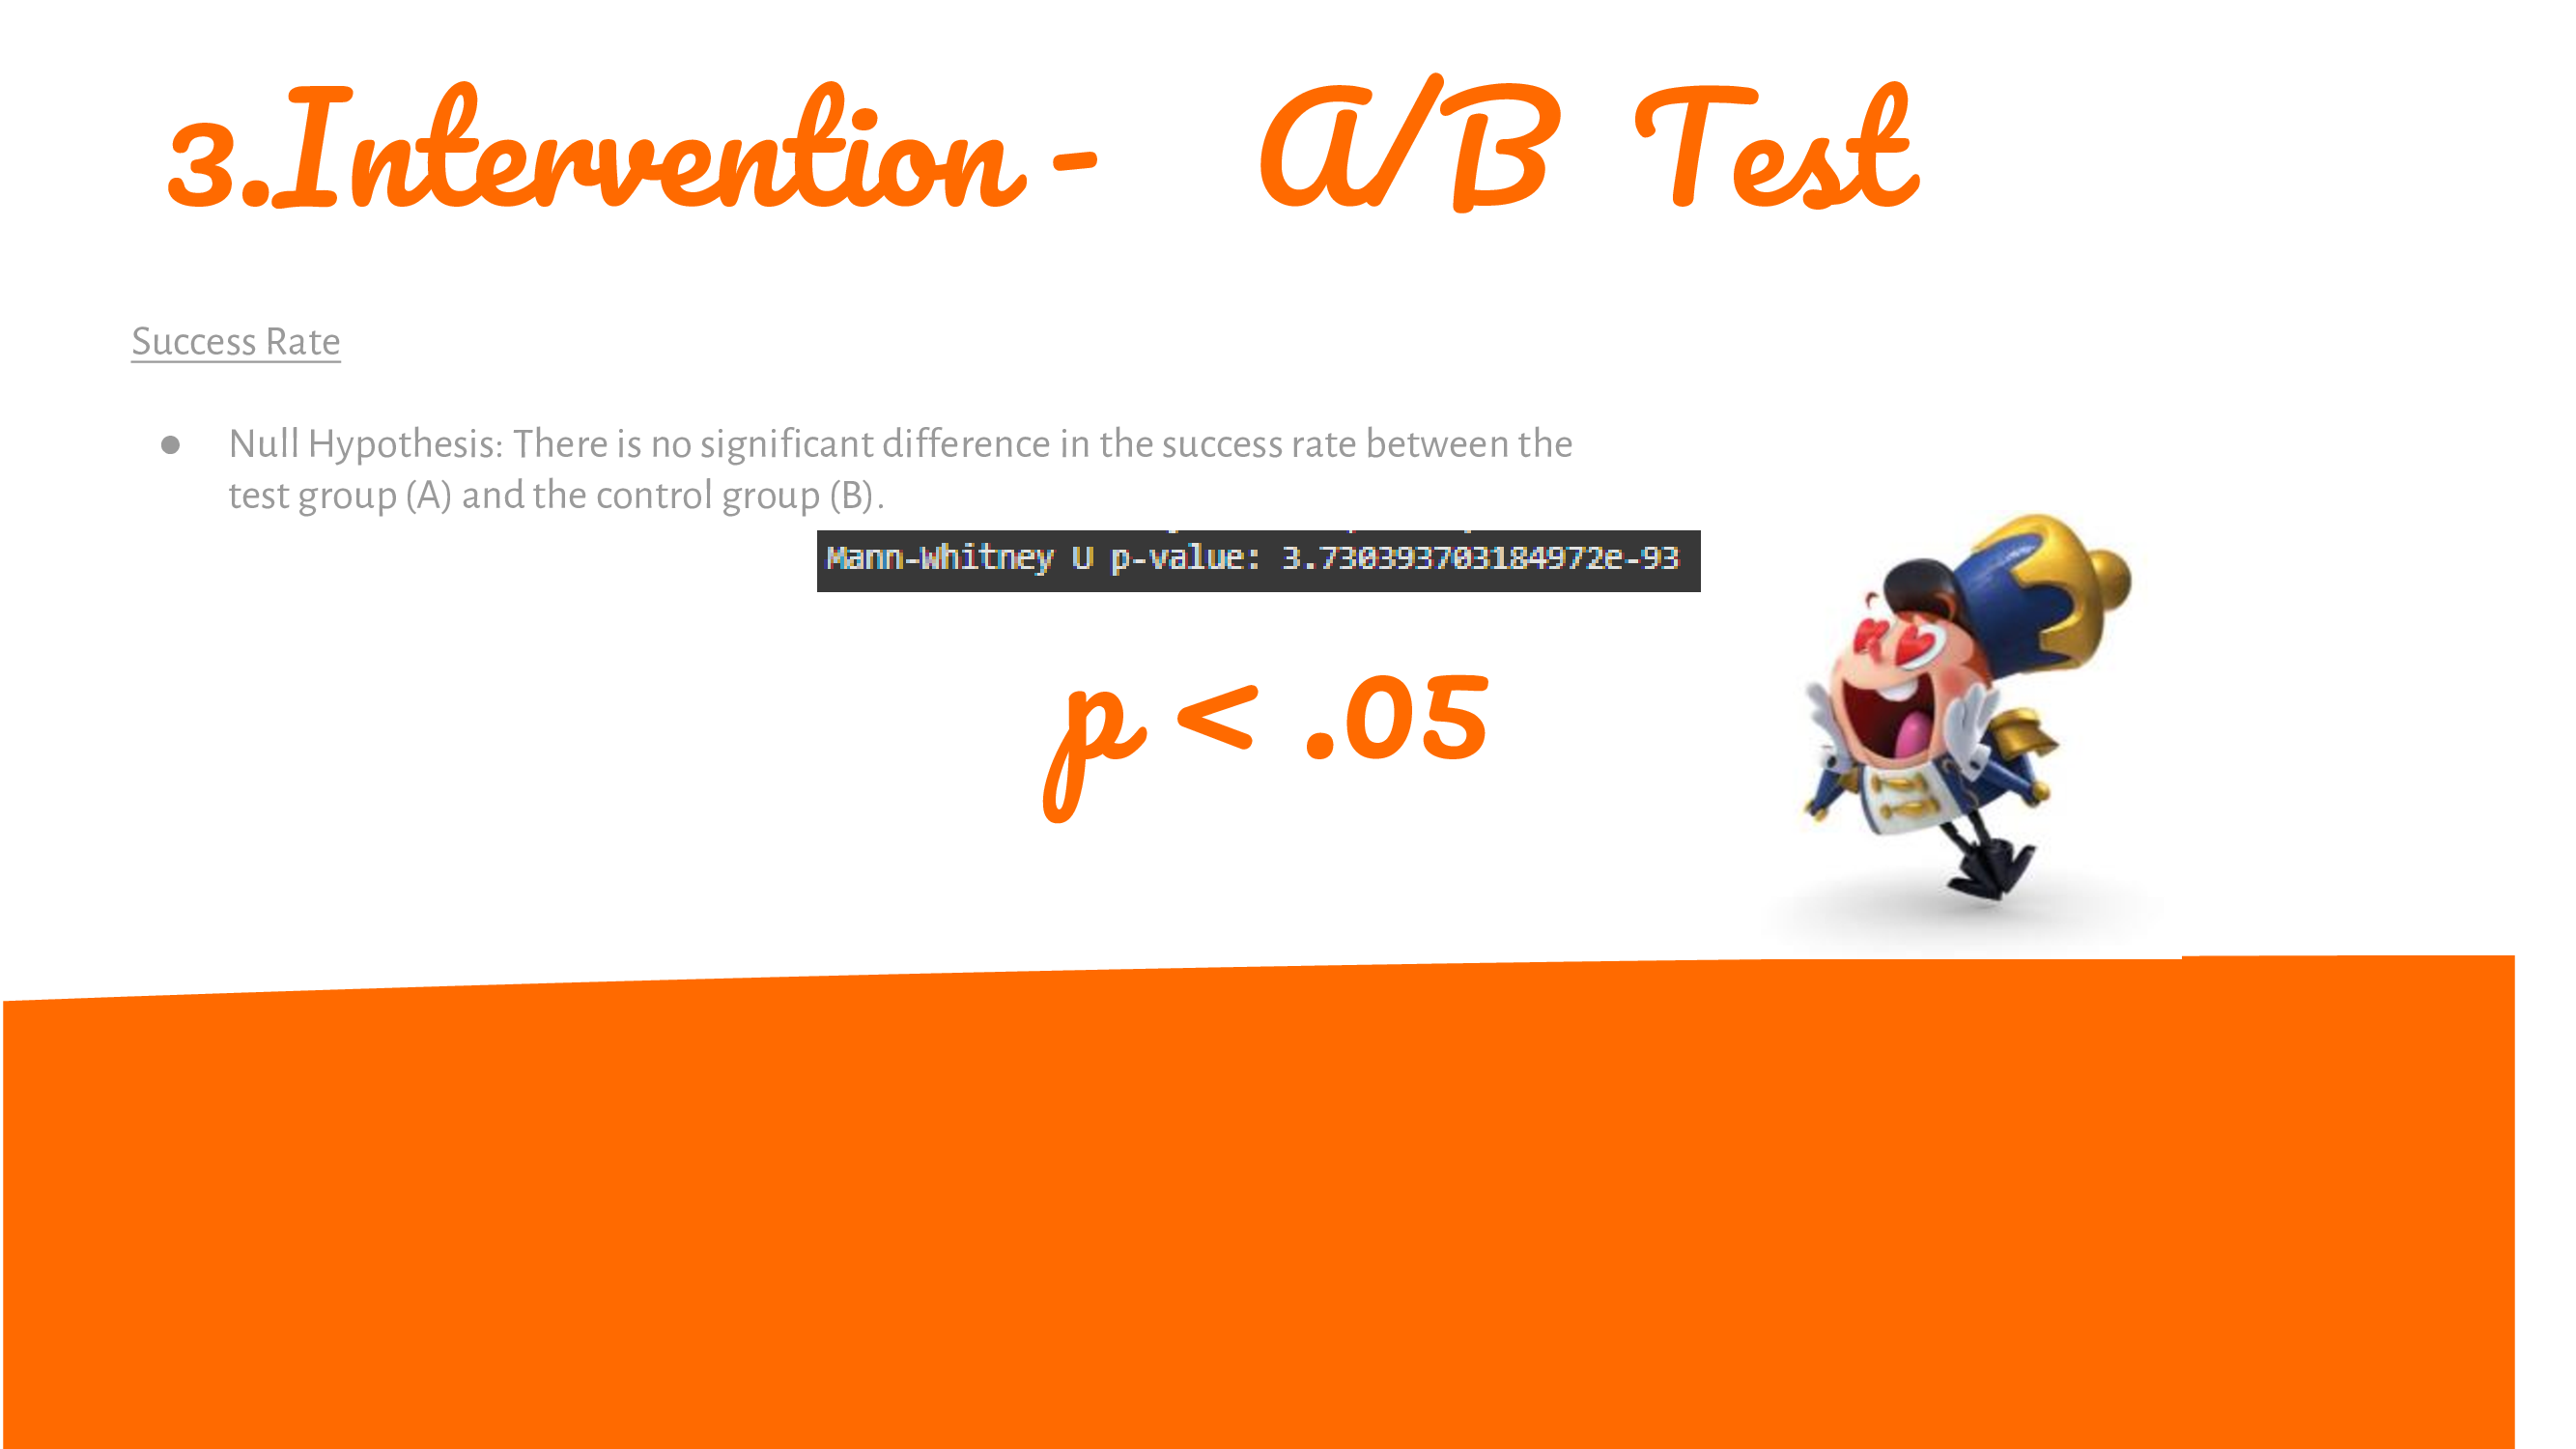 3.Intervention - A/B Test
Success Rate
● Null Hypothesis: There is no significant difference in the success rate between the
test group (A) and the control group (B).
Mann-Whitney U p-value: 3.730393703184972e-93
p < .05